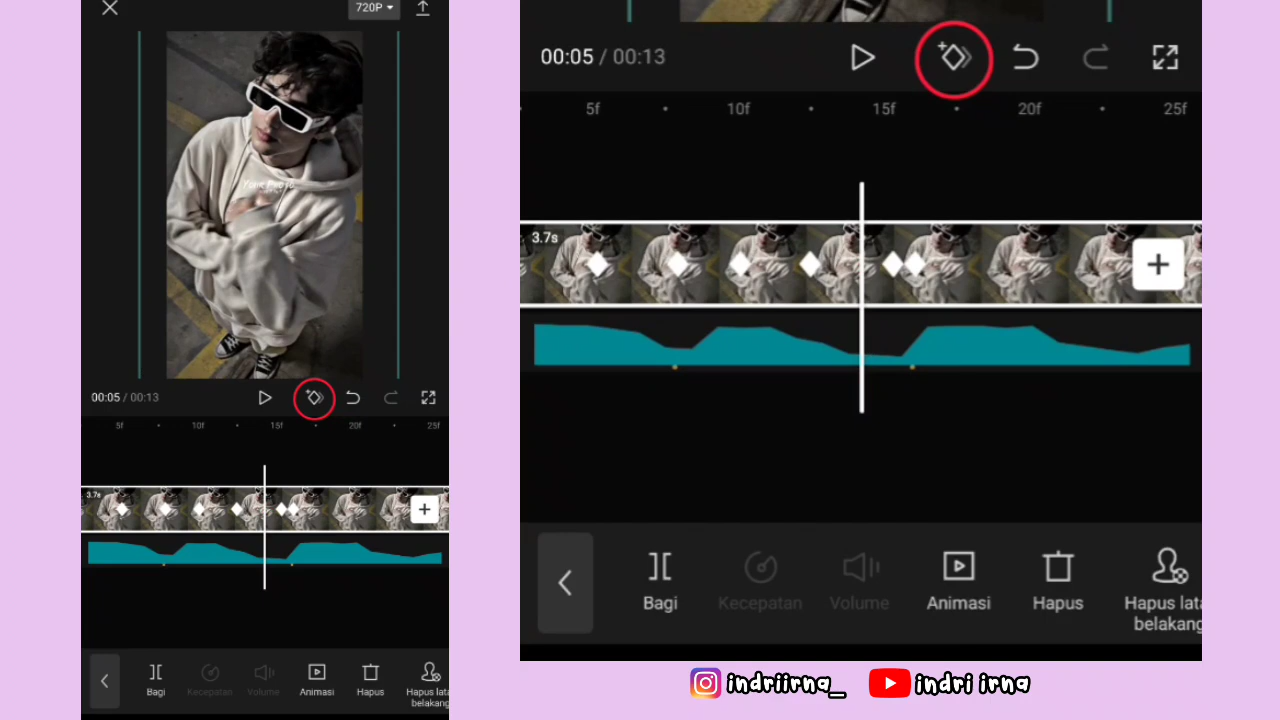 720P
00:05 / 00:13
5f 10f 15f 20f 25f
3.7s
Bagi Kecepatan Volume Animasi Hapus Hapus lata
belakang
00:05 / 00:13
5f 10f 15f 20f 25f
3.7s
Bagi Kecepatan Volume Animasi Hapus Hapus lata
belakang
indriirna_ indri irna